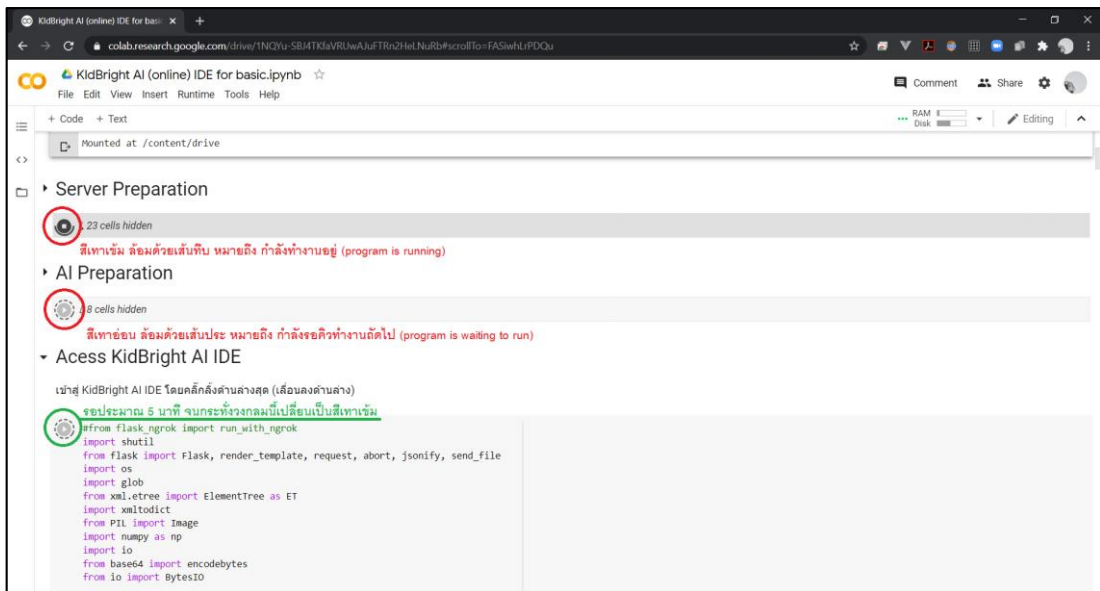 KIdBright AI (online) IDE for basi
colab.research.google.com/drive/1NQYu-SBJ4TKfaVRUwAJuFTRn2HeLNuRb#scrollTo=FASiwhLrPDQu
KIdBright AI (online) IDE for basic.ipynb
Comment
Share
File Edit View Insert Runtime Tools Help
+ Code + Text
RAM
Disk
Editing
Mounted at /content/drive
Server Preparation
23 cells hidden
สีเทาเข้ม ล้อมด้วยเส้นทึบ หมายถึง กำลังทำงานอยู่ (program is running)
AI Preparation
8 cells hidden
สีเทาอ่อน ล้อมด้วยเส้นประ หมายถึง กำลังรอคิวทำงานถัดไป (program is waiting to run)
Acess KidBright AI IDE
เข้าสู่ KidBright AI IDE โดยคลิ๊กลิ้งด้านล่างสุด (เลื่อนลงด้านล่าง)
รอประมาณ 5 นาที จนกระทั่งวงกลมนี้เปลี่ยนเป็นสีเทาเข้ม
#from flask_ngrok import run_with_ngrok
import shutil
from flask import Flask, render_template, request, abort, jsonify, send_file
import os
import glob
from xml.etree import ElementTree as ET
import xmltodict
from PIL import Image
import numpy as np
import io
from base64 import encodebytes
from io import BytesIO